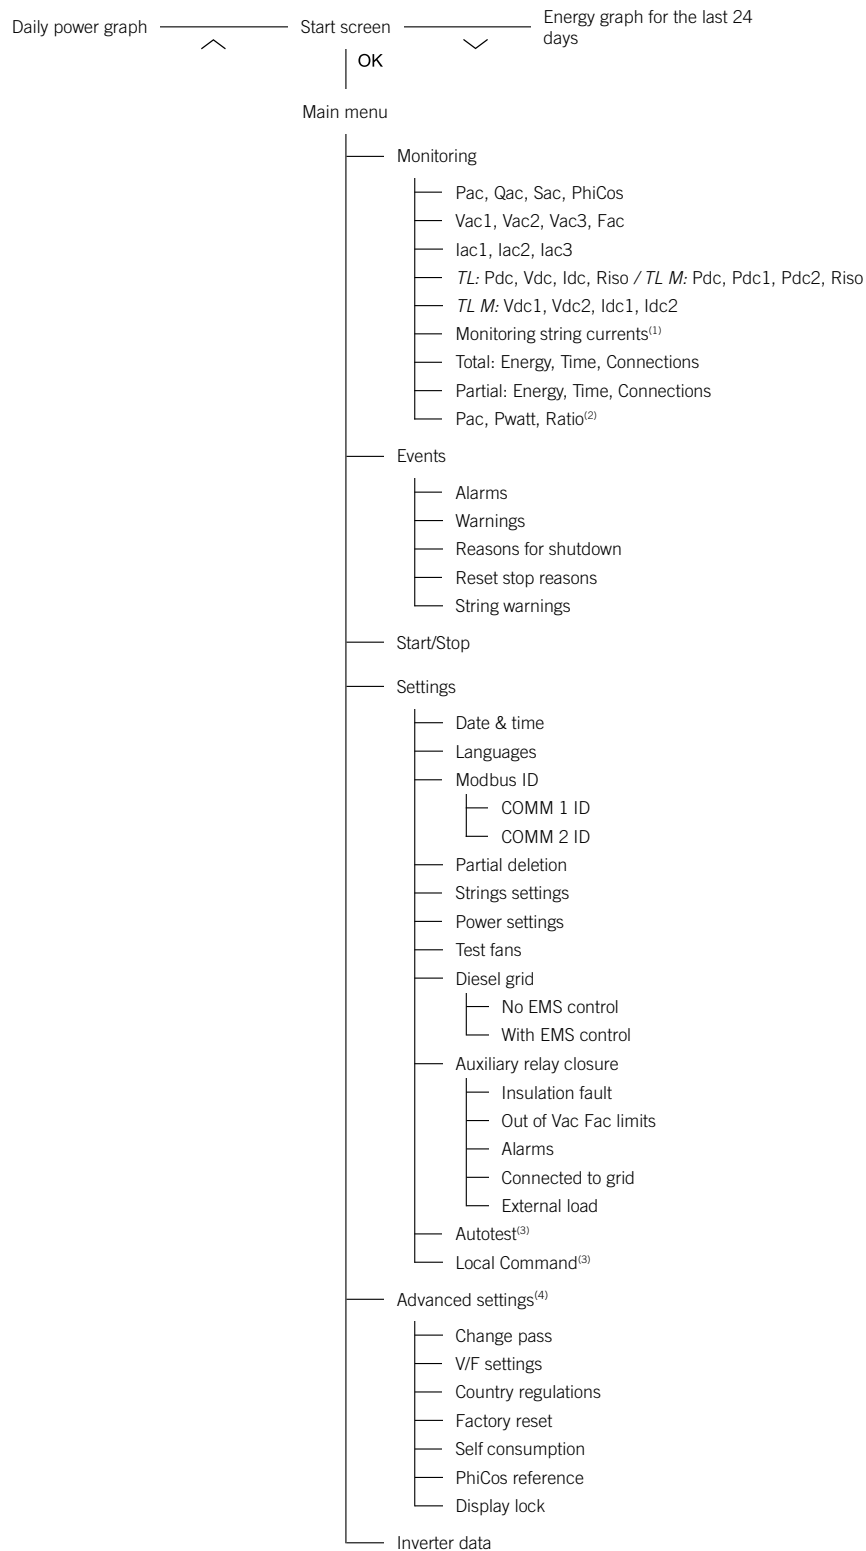 Daily power graph
Start screen
Energy graph for the last 24
days
OK
Main menu
Monitoring
Pac, Qac, Sac, PhiCos
Vac1, Vac2, Vac3, Fac
Iac1, Iac2, Iac3
TL: Pdc, Vdc, Idc, Riso / TL M: Pdc, Pdc1, Pdc2, Riso
TL M: Vdc1, Vdc2, Idc1, Idc2
Monitoring string currents(1)
Total: Energy, Time, Connections
Partial: Energy, Time, Connections
Pac, Pwatt, Ratio(2)
Events
Alarms
Warnings
Reasons for shutdown
Reset stop reasons
String warnings
Start/Stop
Settings
Date & time
Languages
Modbus ID
COMM 1 ID
COMM 2 ID
Partial deletion
Strings settings
Power settings
Test fans
Diesel grid
No EMS control
With EMS control
Auxiliary relay closure
Insulation fault
Out of Vac Fac limits
Alarms
Connected to grid
External load
Autotest(3)
Local Command(3)
Advanced settings(4)
Change pass
V/F settings
Country regulations
Factory reset
Self consumption
PhiCos reference
Display lock
Inverter data